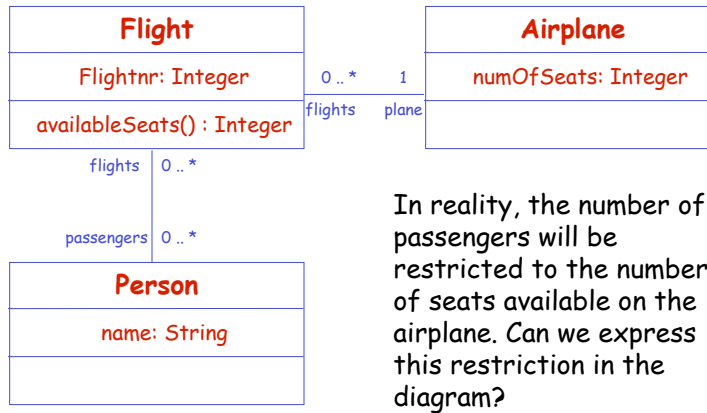 Flight
Flightnr: Integer
availableSeats() : Integer
0 .. *
1
flights
plane
Airplane
numOfSeats: Integer
flights
0 .. *
passengers
0 .. *
Person
name: String
In reality, the number of
passengers will be
restricted to the number
of seats available on the
airplane. Can we express
this restriction in the
diagram?